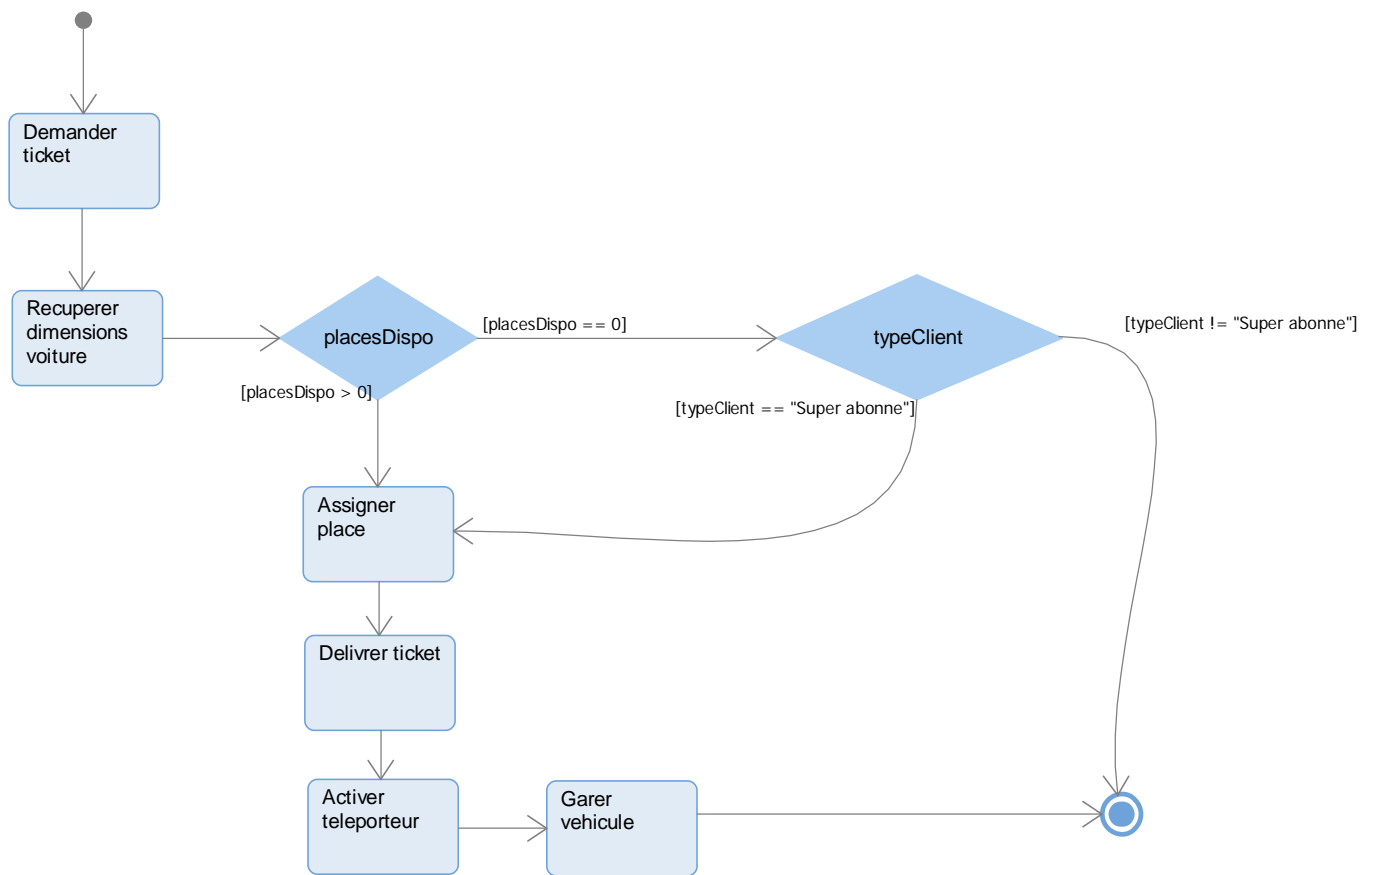 Demander
ticket
Recuperer
dimensions
voiture
placesDispo
[placesDispo == 0]
typeClient
[typeClient != "Super abonne"]
[placesDispo > 0]
[typeClient == "Super abonne"]
Assigner
place
Delivrer ticket
Activer
teleporteur
Garer
vehicule